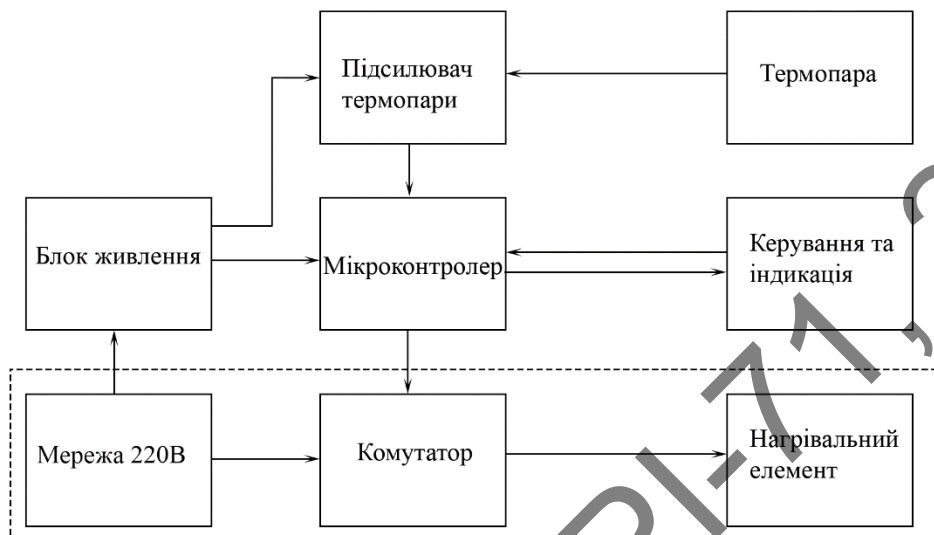 Підсилювач
термопари
Термопара
Блок живлення
Мікроконтролер
Керування та
індикація
Мережа 220В
Комутатор
Нагрівальний
елемент